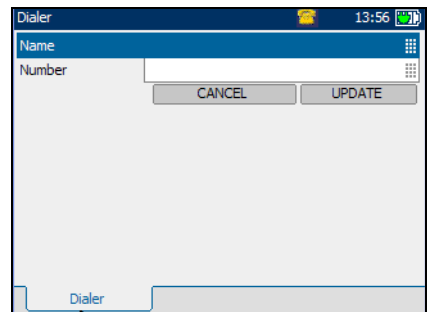 Dialer 13:56
Name
Number
CANCEL UPDATE
Dialer